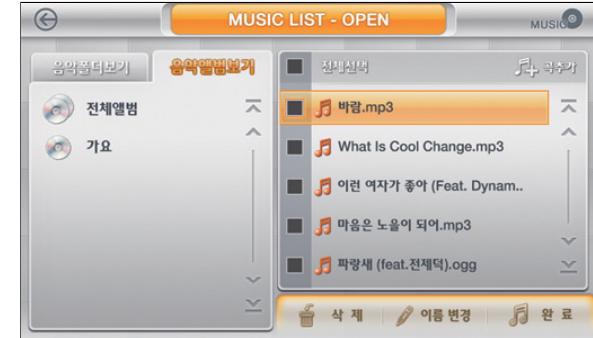 MUSIC LIST - OPEN
MUSIC
음악폴더보기
음악앨범보기
전체앨범
가요
전체선택
곡추가
바람.mp3
What Is Cool Change.mp3
이런 여자가 좋아 (Feat. Dynam..
마음은 노을이 되어.mp3
파랑새 (feat.전제덕).ogg
삭 제
이름 변경
완 료